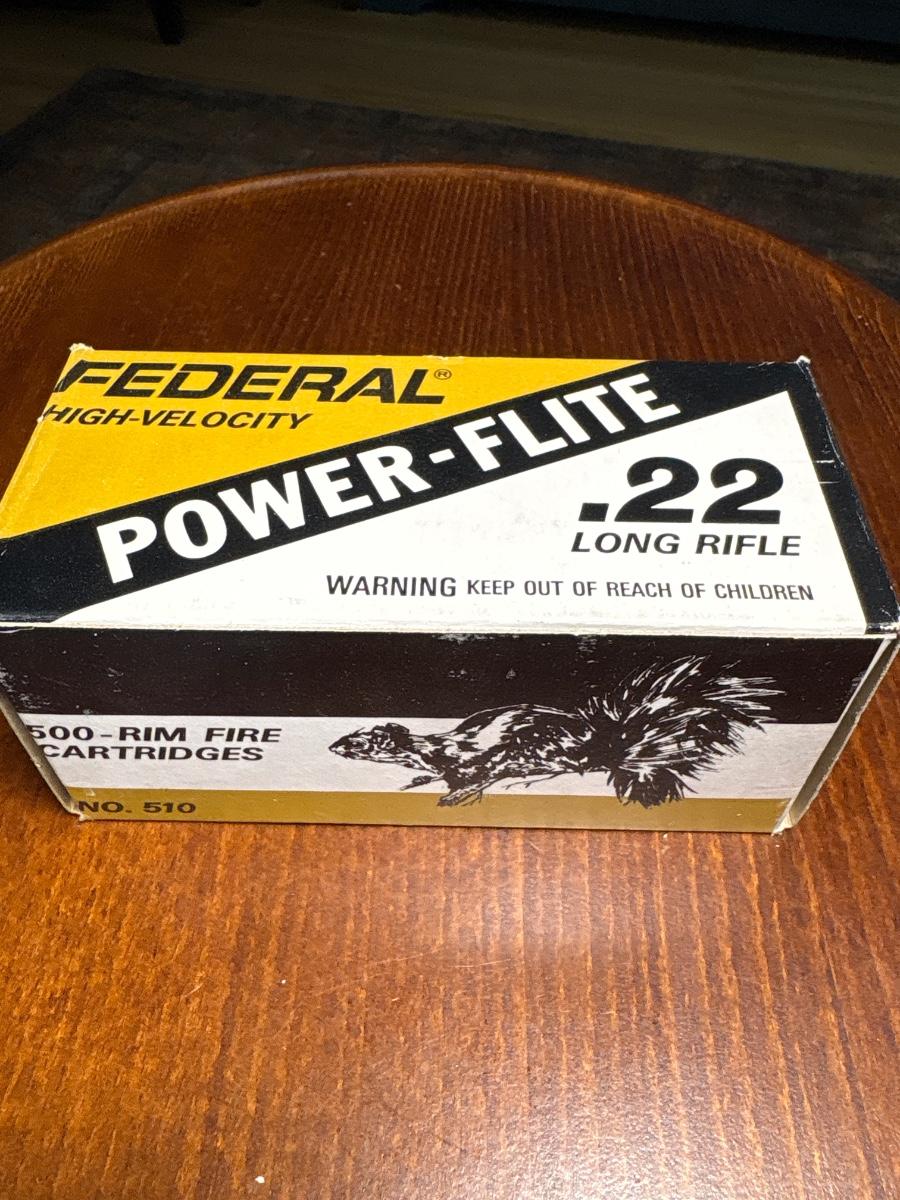 FEDERAL®
HIGH-VELOCITY
POWER-FLITE
.22
LONG RIFLE
WARNING KEEP OUT OF REACH OF CHILDREN
500-RIM FIRE
CARTRIDGES
NO. 510